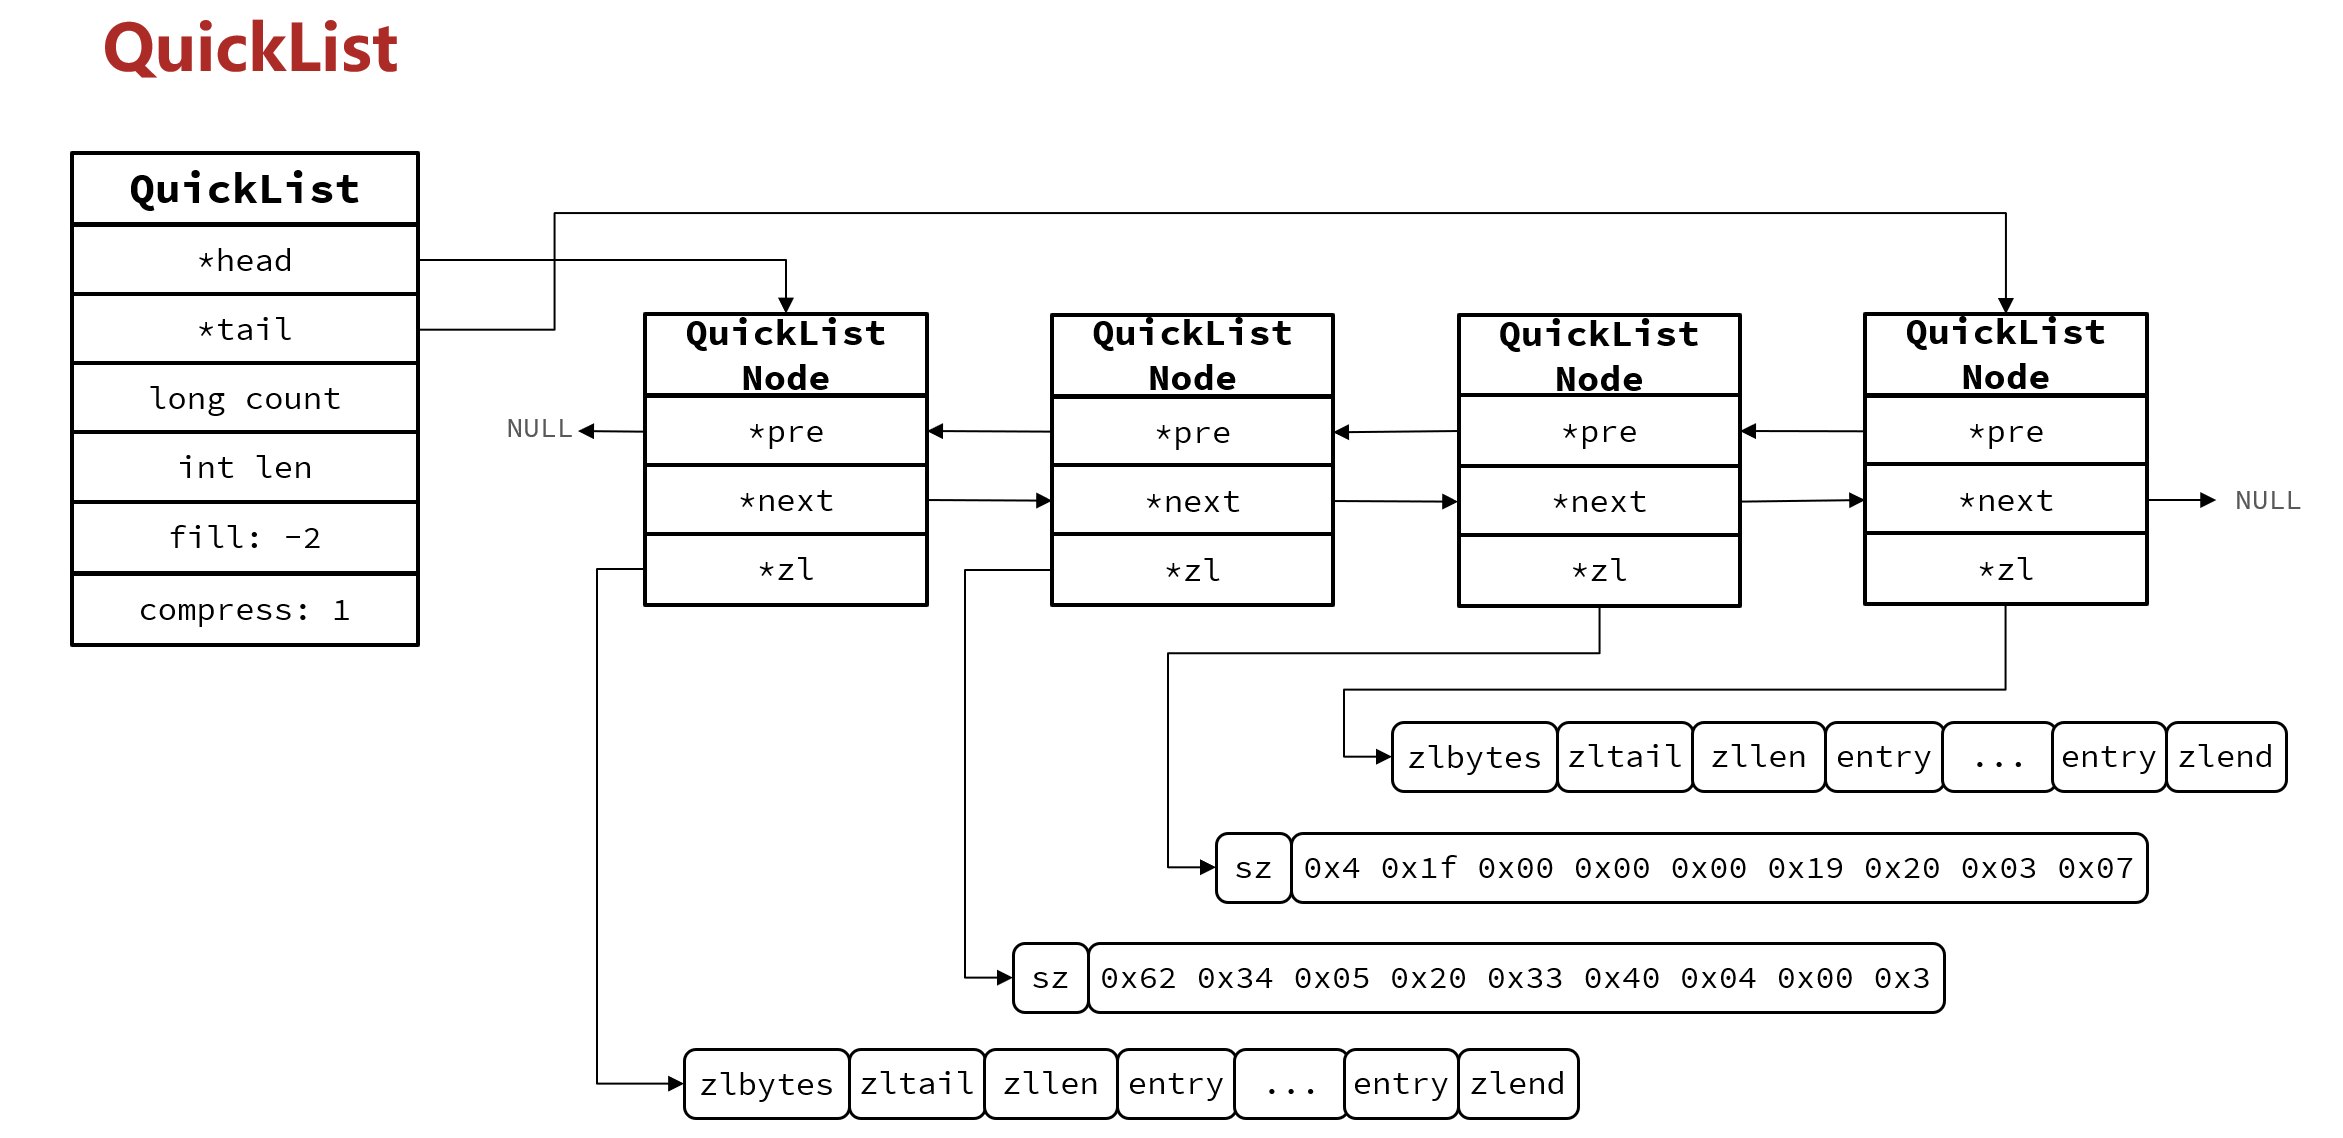 QuickList
QuickList
*head
*tail
long count
int len
fill: -2
compress: 1
NULL
QuickList
Node
*pre
*next
*zl
QuickList
Node
*pre
*next
*zl
QuickList
Node
*pre
*next
*zl
QuickList
Node
*pre
*next
*zl
NULL
zlbytes zltail zllen entry ... entry zlend
sz 0x4 0x1f 0x00 0x00 0x00 0x19 0x20 0x03 0x07
sz 0x62 0x34 0x05 0x20 0x33 0x40 0x04 0x00 0x3
zlbytes zltail zllen entry ... entry zlend